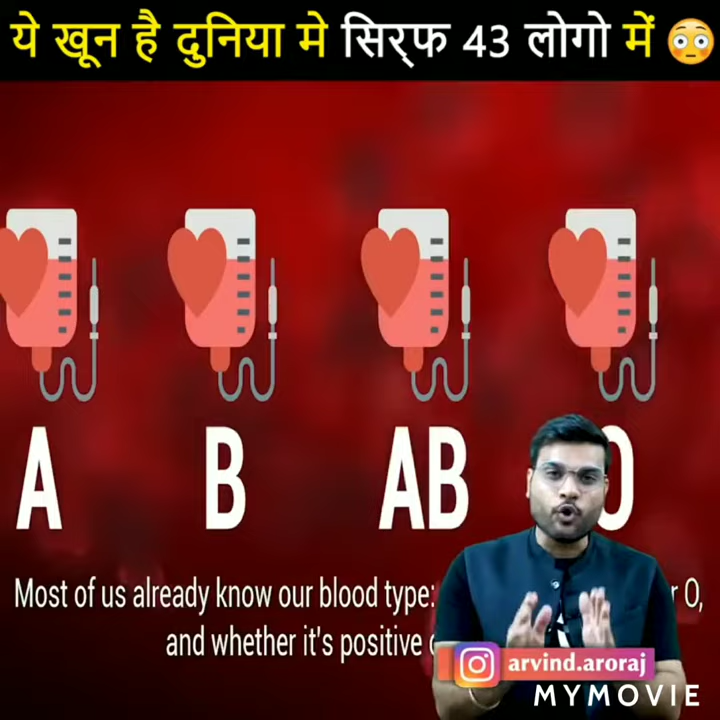 ये खून है दुनिया मे सिर्फ 43 लोगो में
A B AB O
Most of us already know our blood type: r O,
and whether it's positive
arvind.aroraj
MYMOVIE